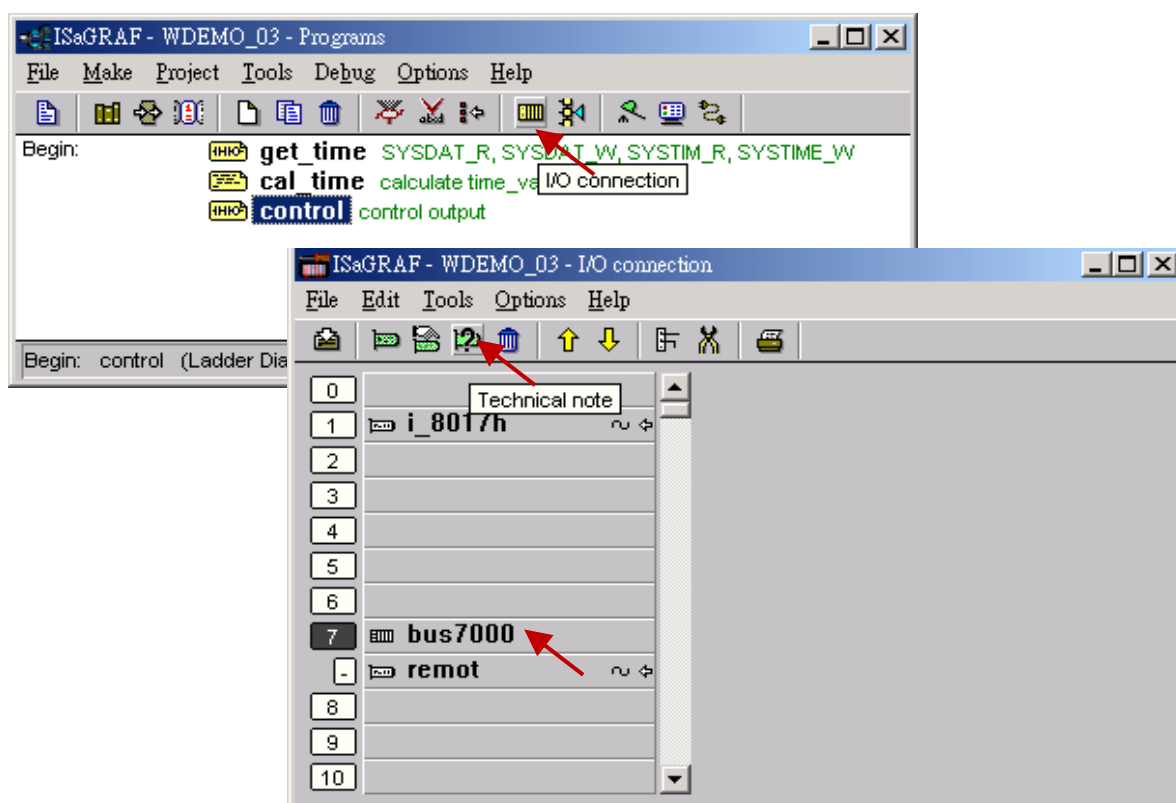 ISaGRAF - WDEMO_03 - Programs
File Make Project Tools Debug Options Help
Begin:
get_time SYSDAT_R, SYSDAT_W, SYSTIM_R, SYSTIME_W
cal_time calculate time_va
I/O connection
control control output
Begin: control (Ladder Dia
ISaGRAF - WDEMO_03 - I/O connection
File Edit Tools Options Help
Technical note
0
1 i_8017h
2
3
4
5
6
7 bus7000
- remot
8
9
10